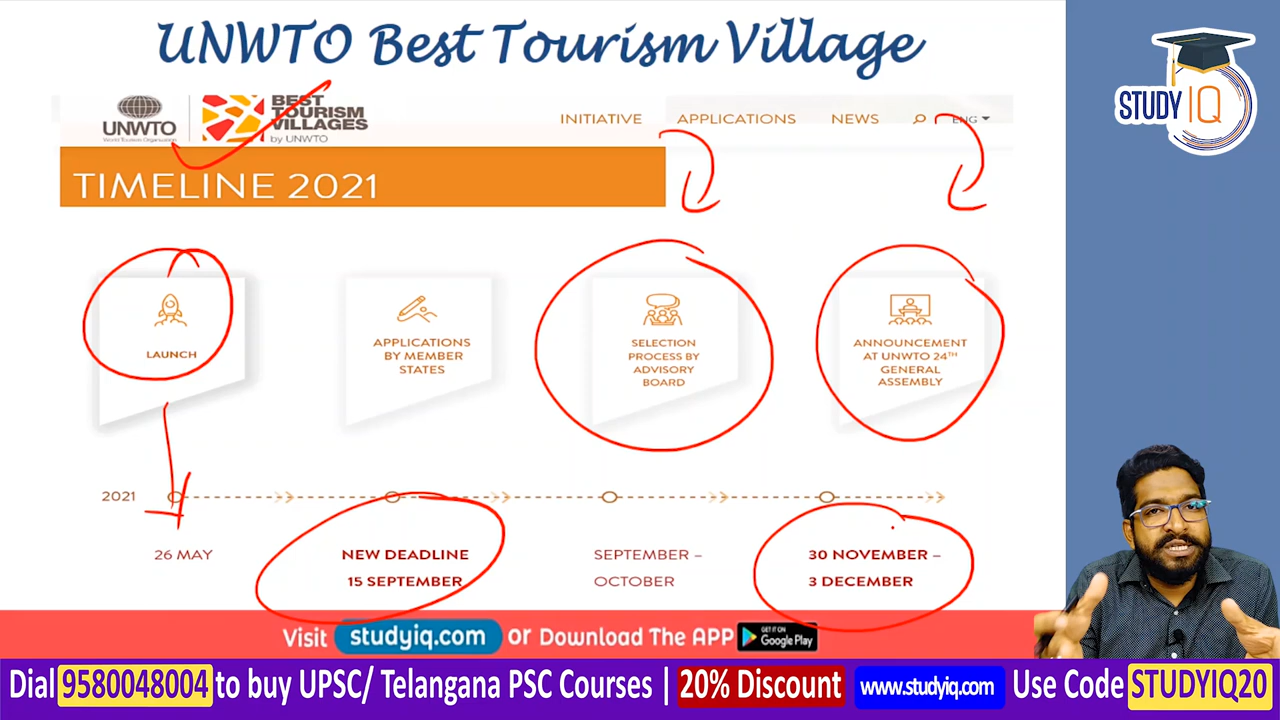 UNWTO Best Tourism Village
STUDY IQ
UNWTO
World Tourism Organization
BEST
TOURISM
VILLAGES
by UNWTO
INITIATIVE
APPLICATIONS
NEWS
ENG
TIMELINE 2021
LAUNCH
APPLICATIONS
BY MEMBER
STATES
SELECTION
PROCESS BY
ADVISORY
BOARD
ANNOUNCEMENT
AT UNWTO 24TH
GENERAL
ASSEMBLY
2021
26 MAY
NEW DEADLINE
15 SEPTEMBER
SEPTEMBER –
OCTOBER
30 NOVEMBER –
3 DECEMBER
Visit studyiq.com or Download The APP GET IT ON Google Play
Dial 9580048004 to buy UPSC/ Telangana PSC Courses | 20% Discount www.studyiq.com Use Code STUDYIQ20